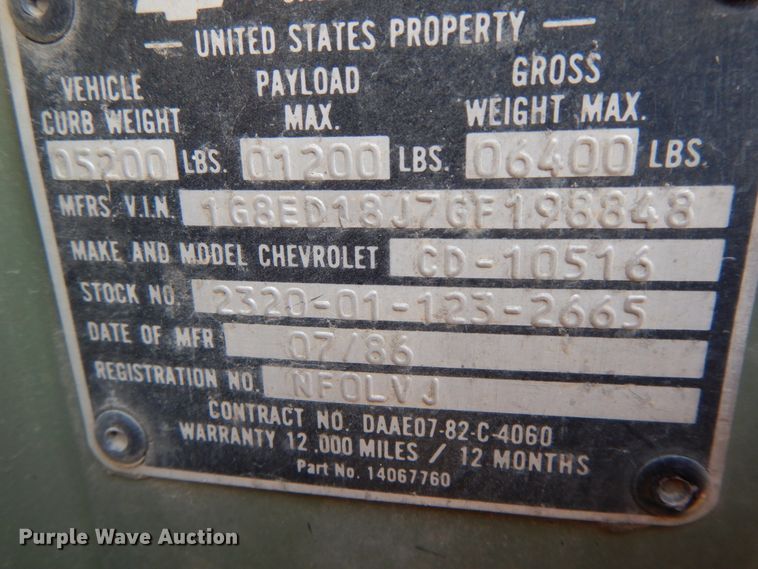 — UNITED STATES PROPERTY —
VEHICLE CURB WEIGHT PAYLOAD MAX. GROSS WEIGHT MAX.
05200 LBS. 01200 LBS. 06400 LBS.
MFRS. V.I.N. 1G8ED18J7GF198848
MAKE AND MODEL CHEVROLET CD-10516
STOCK NO. 2320-01-123-2665
DATE OF MFR 07/86
REGISTRATION NO. NF0LVJ
CONTRACT NO. DAAE07-82-C-4060
WARRANTY 12,000 MILES / 12 MONTHS
Part No. 14067760
Purple Wave Auction